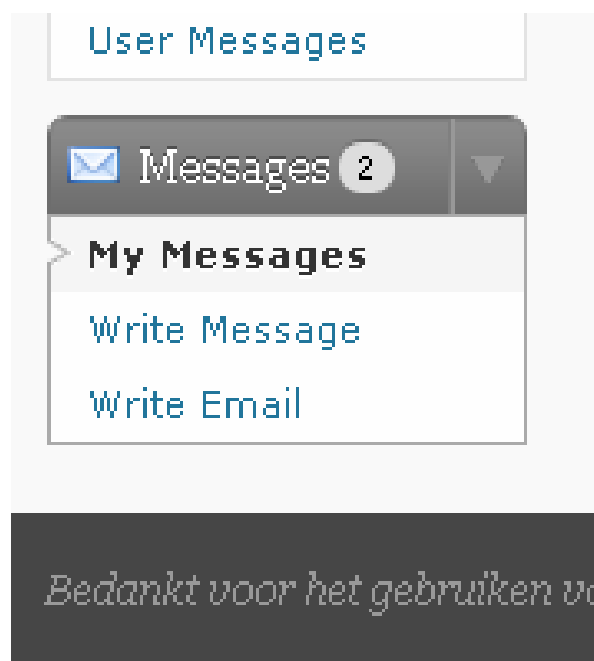 User Messages
Messages 2
My Messages
Write Message
Write Email
Bedankt voor het gebruiken